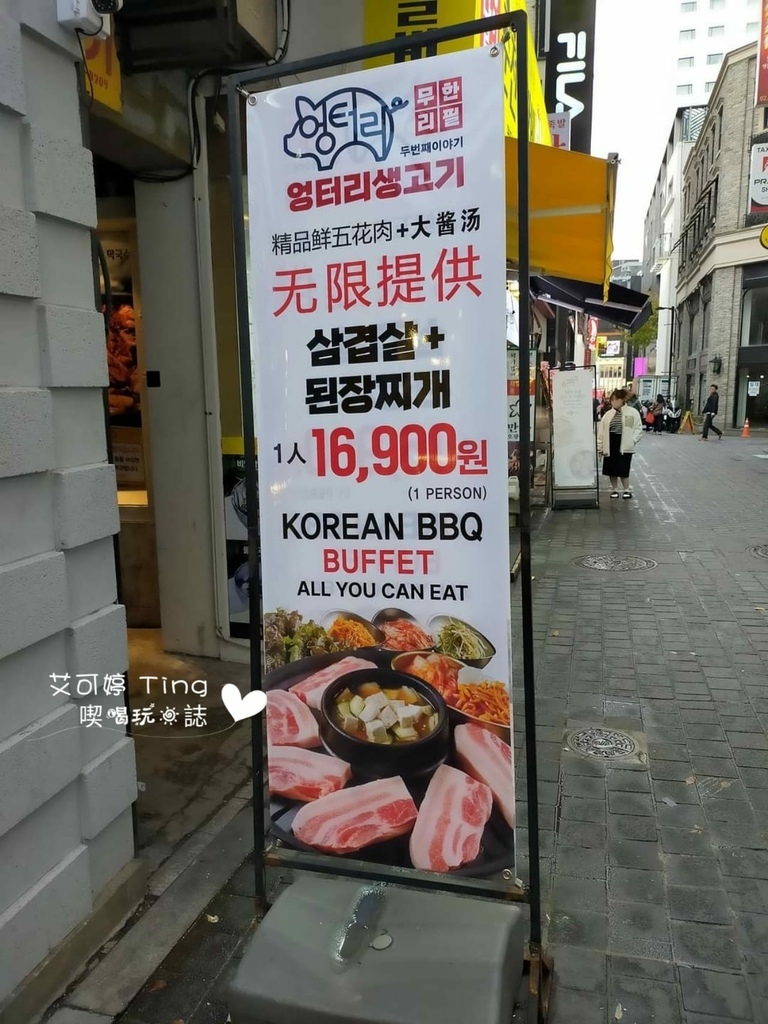 엉터리
무한
리필
두번째이야기
엉터리생고기
精品鲜五花肉+大酱汤
无限提供
삼겹살+
된장찌개
1人 16,900원
(1 PERSON)
KOREAN BBQ
BUFFET
ALL YOU CAN EAT
艾可婷 Ting
喫喝玩樂誌
FILA